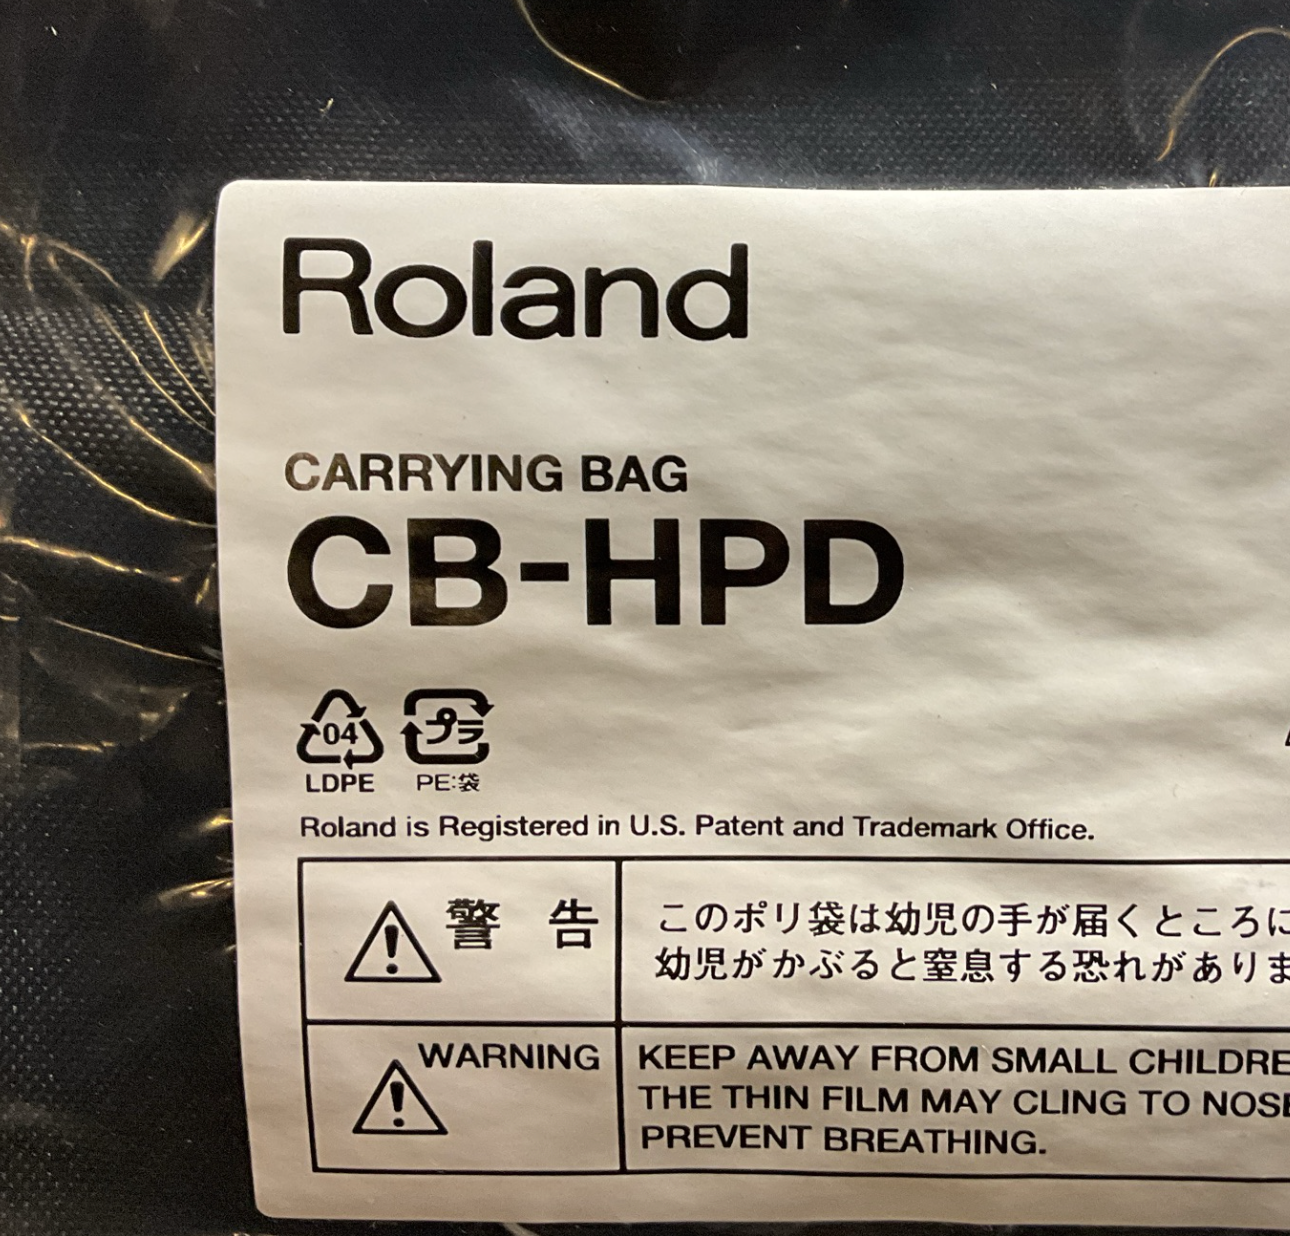 Roland
CARRYING BAG
CB-HPD
04 プラ
LDPE PE:袋
Roland is Registered in U.S. Patent and Trademark Office.
警 告
このポリ袋は幼児の手が届くところに
幼児がかぶると窒息する恐れがありま
WARNING
KEEP AWAY FROM SMALL CHILDRE
THE THIN FILM MAY CLING TO NOSE
PREVENT BREATHING.